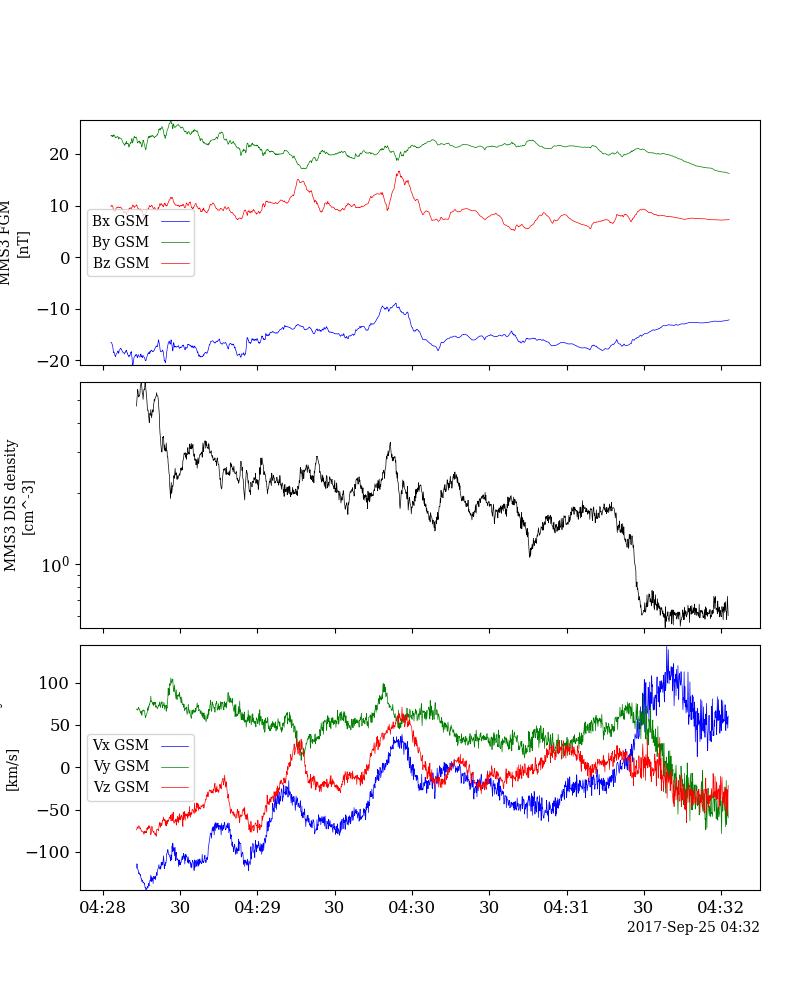 20
10
0
−10
−20
MMS3 FGM
[nT]
Bx GSM
By GSM
Bz GSM
10^0
MMS3 DIS density
[cm^-3]
100
50
0
−50
−100
[km/s]
Vx GSM
Vy GSM
Vz GSM
04:28 30 04:29 30 04:30 30 04:31 30 04:32
2017-Sep-25 04:32